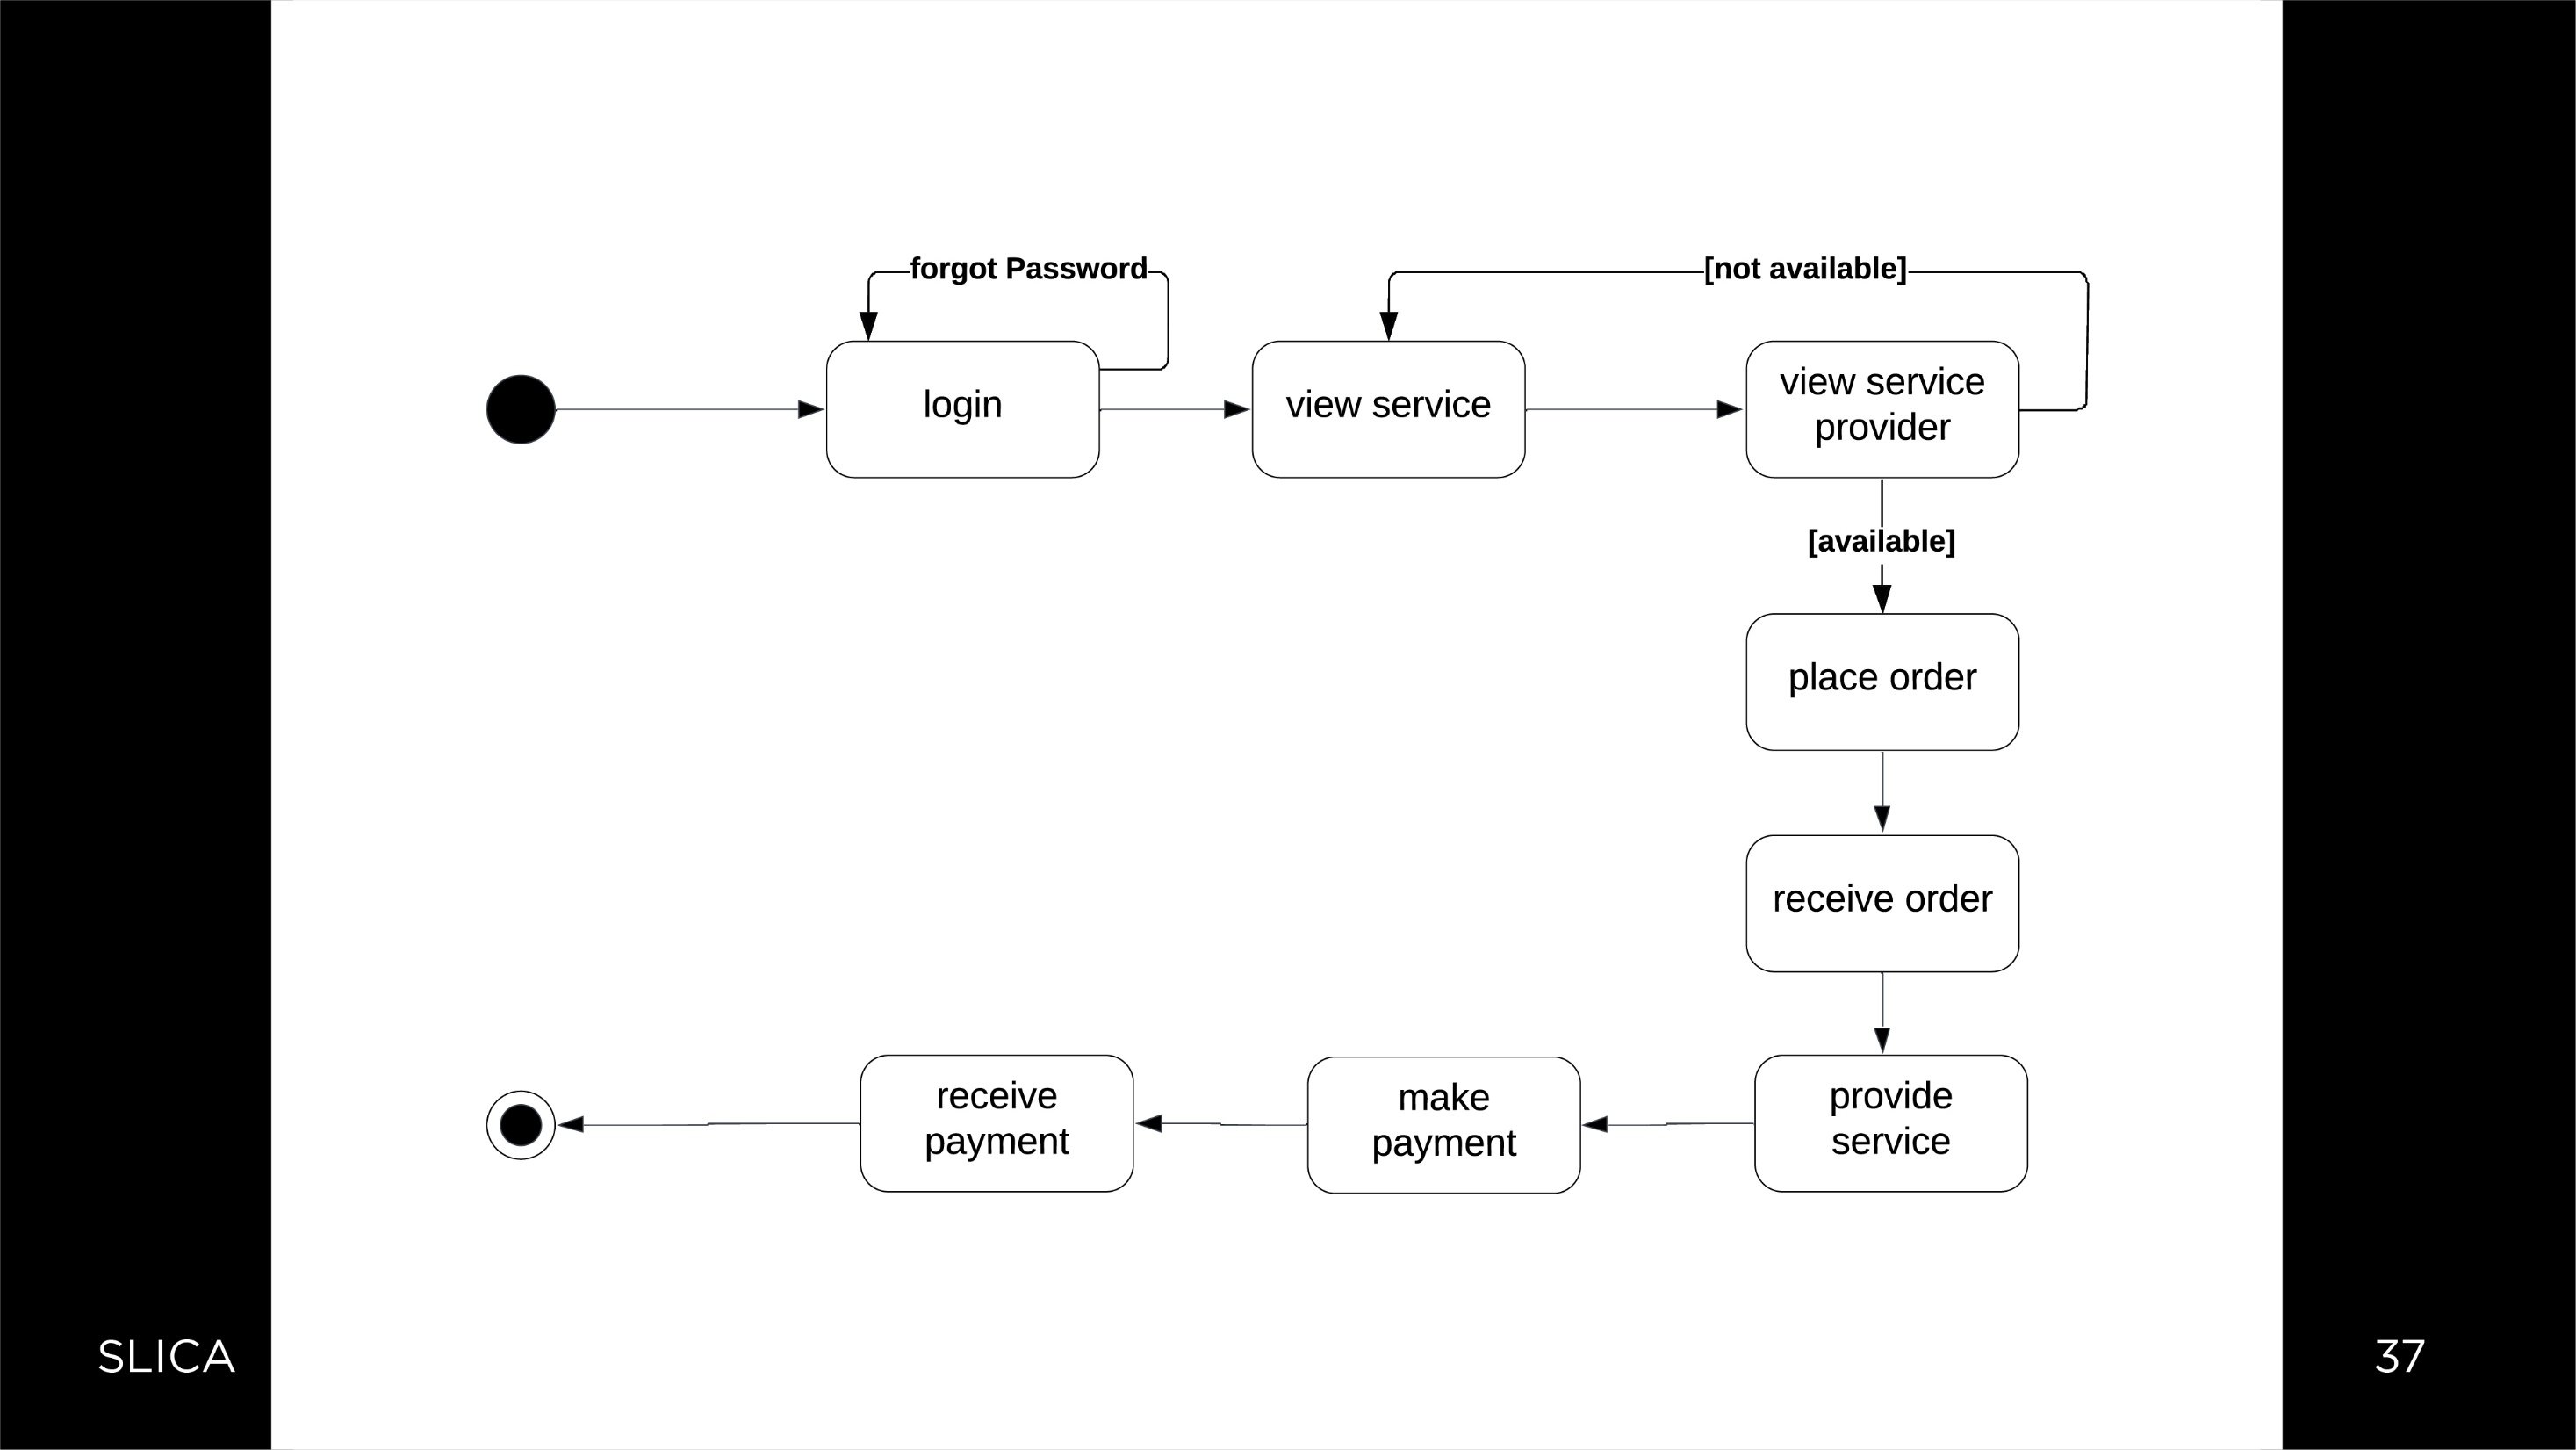 forgot Password
[not available]
login
view service
view service
provider
[available]
place order
receive order
receive
payment
make
payment
provide
service
SLICA
37